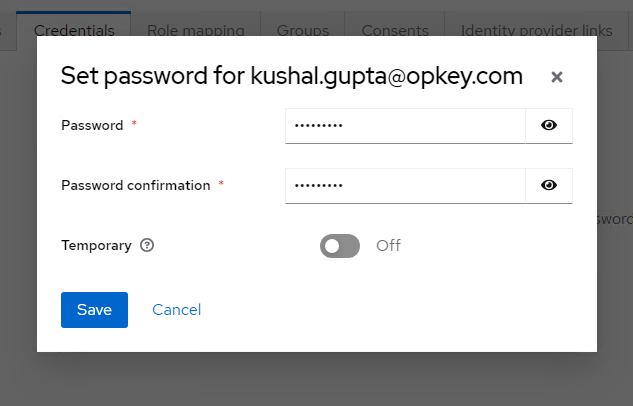 s Credentials Role mapping Groups Consents Identity provider links
Set password for kushal.gupta@opkey.com
Password *
•••••••••
Password confirmation *
•••••••••
sword
Temporary
Off
Save Cancel